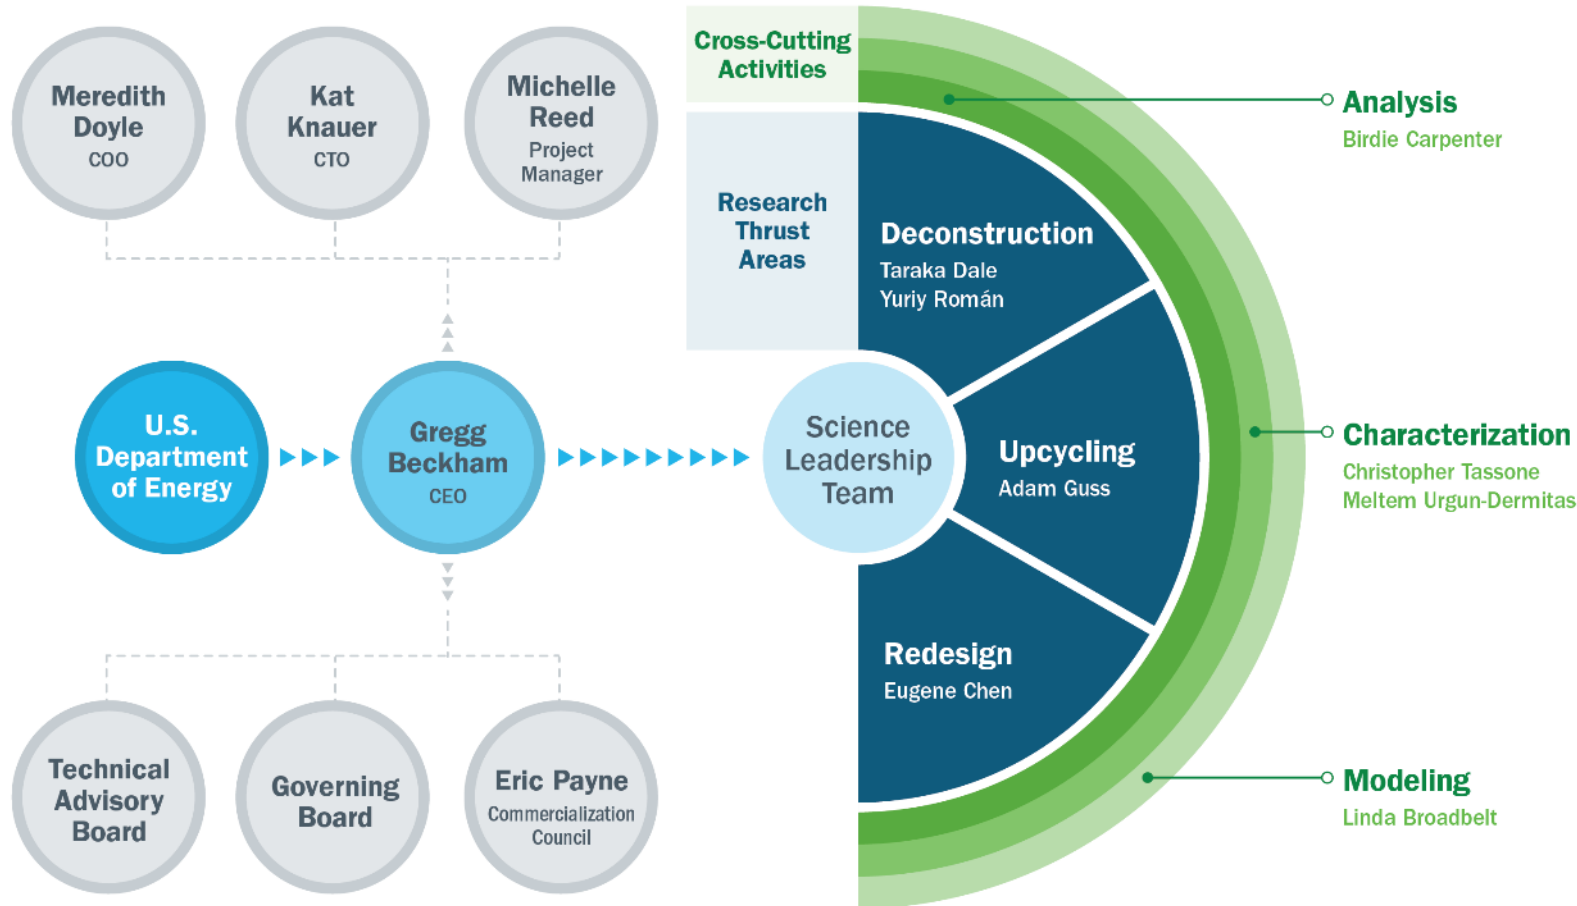 Meredith
Doyle
COO
Kat
Knauer
CTO
Michelle
Reed
Project
Manager
U.S.
Department
of Energy
Gregg
Beckham
CEO
Technical
Advisory
Board
Governing
Board
Eric Payne
Commercialization
Council
Cross-Cutting
Activities
Research
Thrust
Areas
Science
Leadership
Team
Deconstruction
Taraka Dale
Yuriy Román
Upcycling
Adam Guss
Redesign
Eugene Chen
Analysis
Birdie Carpenter
Characterization
Christopher Tassone
Meltem Urgun-Dermitas
Modeling
Linda Broadbelt